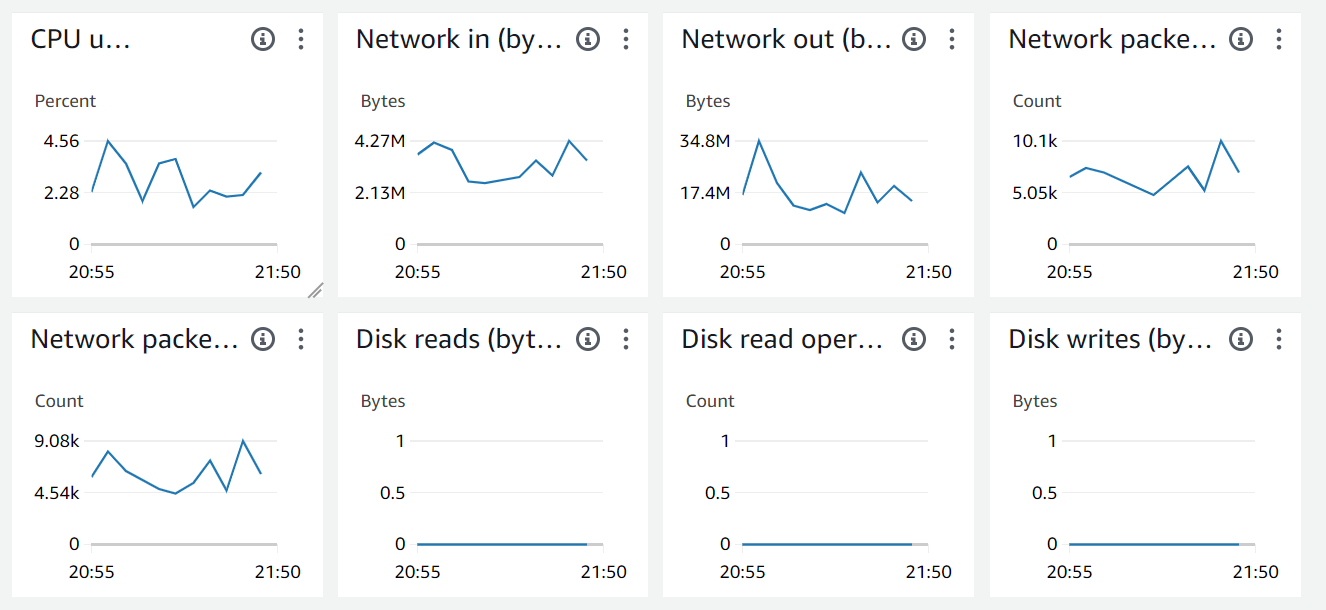 CPU u...
Percent
4.56
2.28
0
20:55 21:50
Network in (by...
Bytes
4.27M
2.13M
0
20:55 21:50
Network out (b...
Bytes
34.8M
17.4M
0
20:55 21:50
Network packe...
Count
10.1k
5.05k
0
20:55 21:50
Network packe...
Count
9.08k
4.54k
0
20:55 21:50
Disk reads (byt...
Bytes
1
0.5
0
20:55 21:50
Disk read oper...
Count
1
0.5
0
20:55 21:50
Disk writes (by...
Bytes
1
0.5
0
20:55 21:50